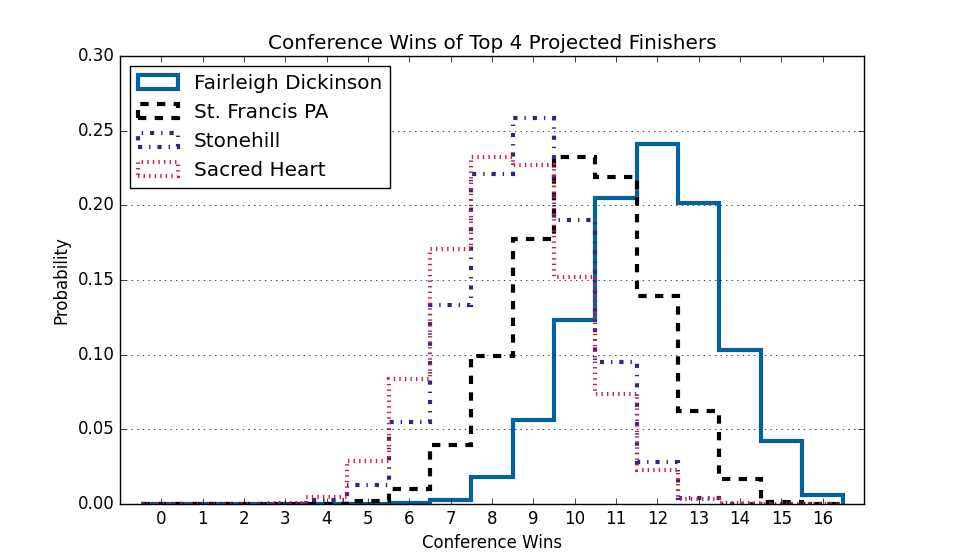 Conference Wins of Top 4 Projected Finishers
0.30
0.25
0.20
0.15
0.10
0.05
0.00
Probability
Fairleigh Dickinson
St. Francis PA
Stonehill
Sacred Heart
0 1 2 3 4 5 6 7 8 9 10 11 12 13 14 15 16
Conference Wins